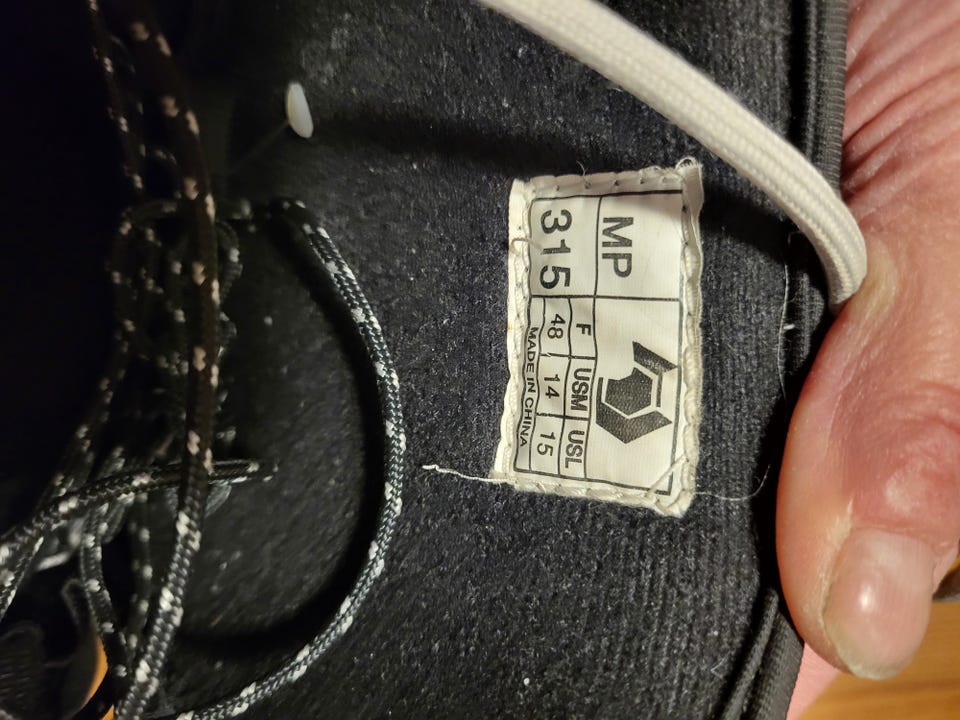 MP
315
F USM USL
48 14 15
MADE IN CHINA